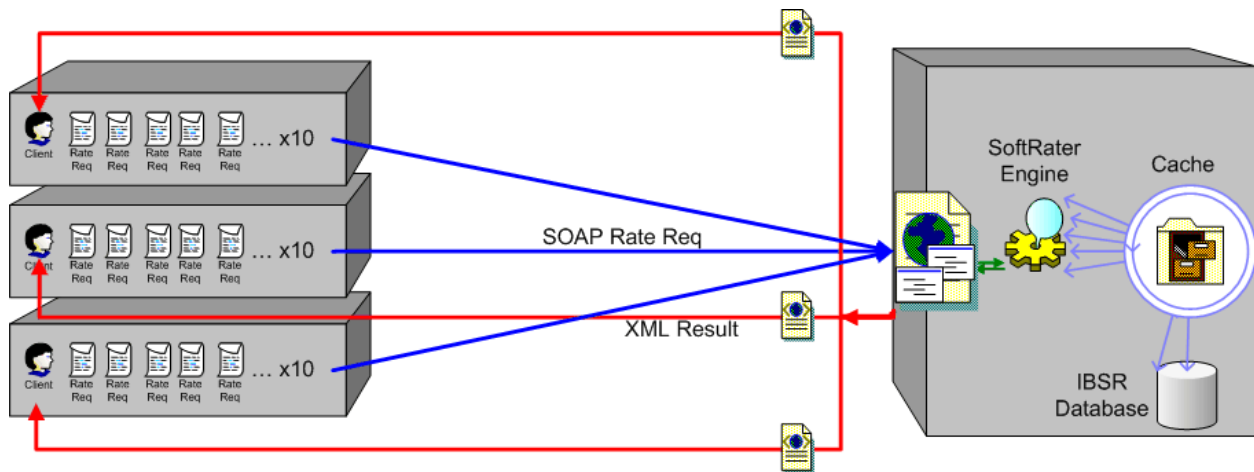 Client
Rate Req
Rate Req
Rate Req
Rate Req
Rate Req
... x10
Client
Rate Req
Rate Req
Rate Req
Rate Req
Rate Req
... x10
Client
Rate Req
Rate Req
Rate Req
Rate Req
Rate Req
... x10
SOAP Rate Req
XML Result
SoftRater
Engine
Cache
IBSR
Database